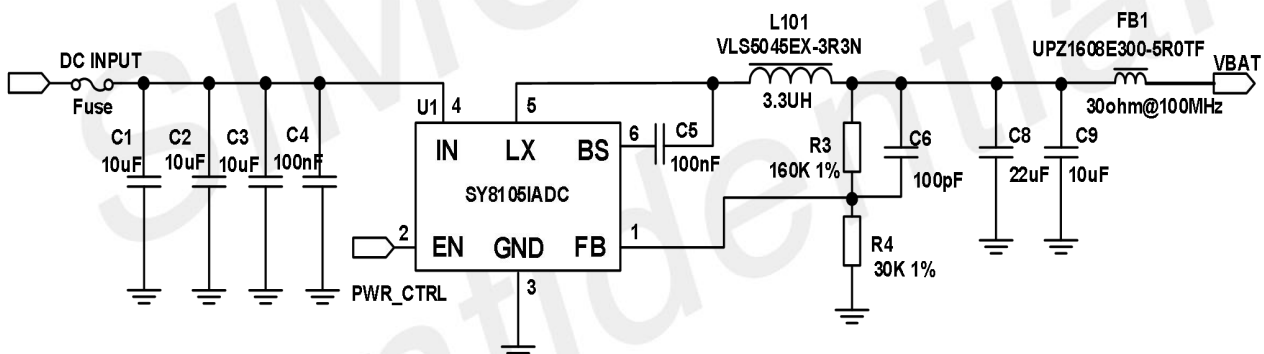 L101
VLS5045EX-3R3N
3.3UH
FB1
UPZ1608E300-5R0TF
VBAT
30ohm@100MHz
DC INPUT
Fuse
C1
10uF
C2
10uF
C3
10uF
C4
100nF
U1
4
5
6
IN
LX
BS
SY8105IADC
EN
GND
FB
2
1
3
PWR_CTRL
C5
100nF
R3
160K 1%
C6
100pF
C8
22uF
C9
10uF
R4
30K 1%